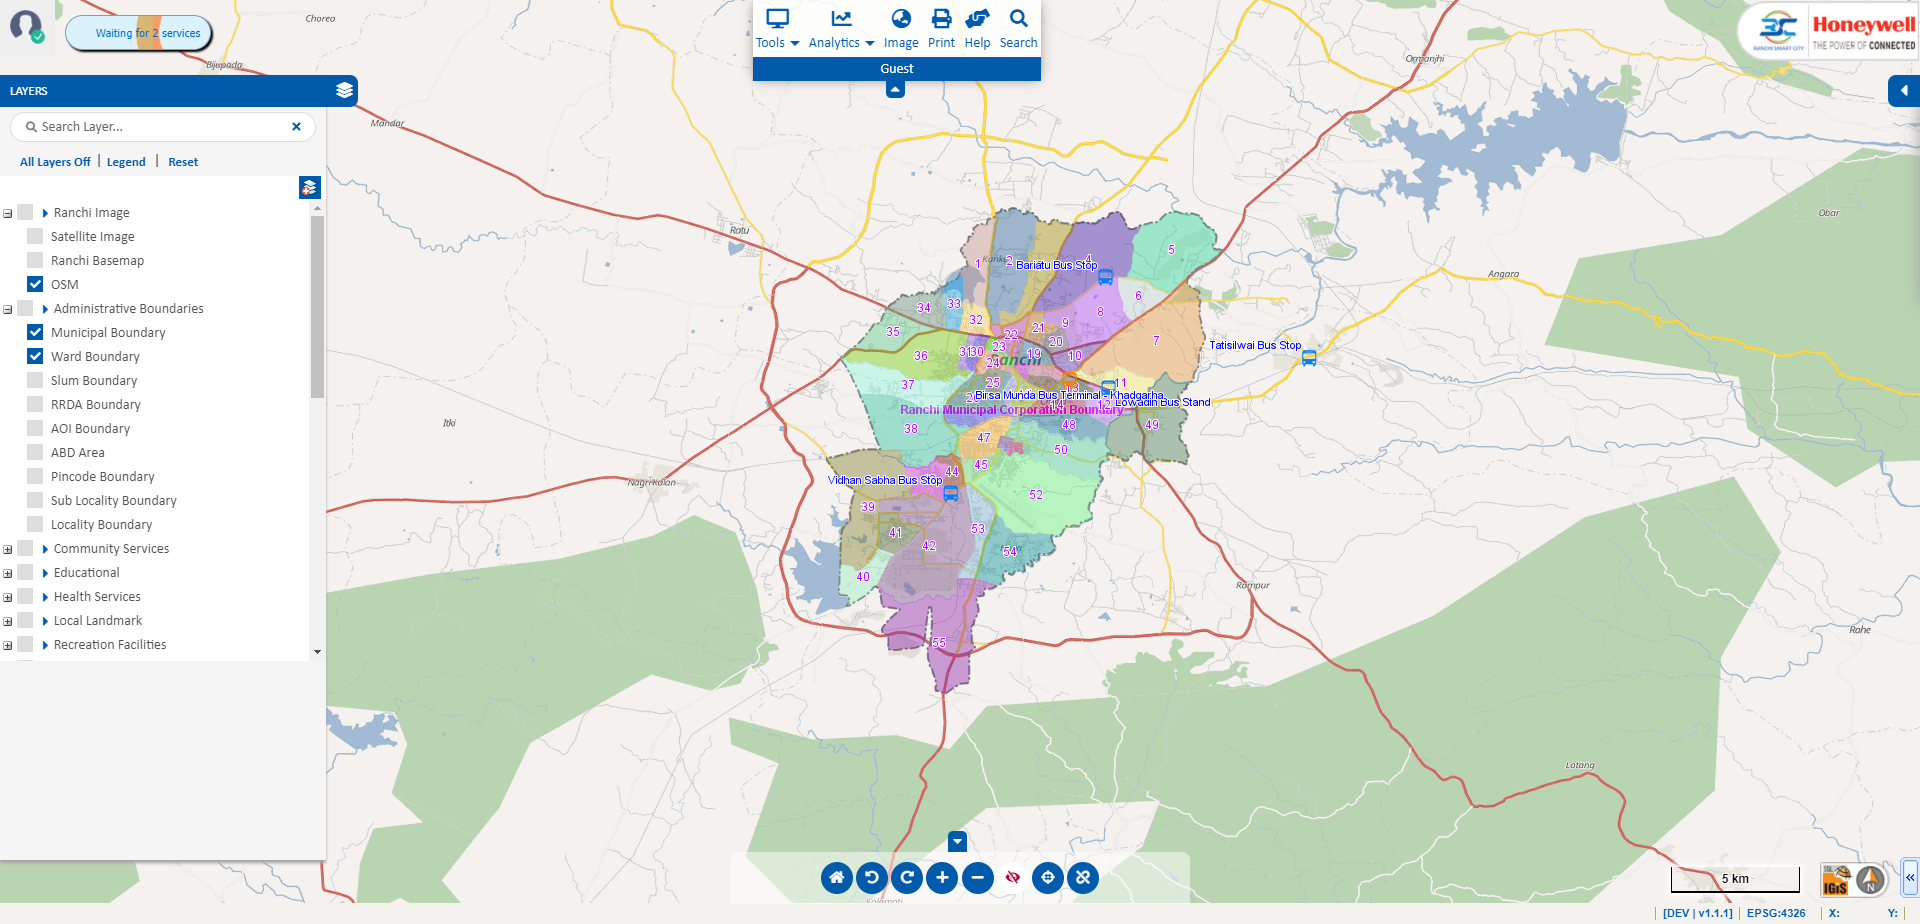 Waiting for 2 services
Tools
Analytics
Image
Print
Help
Search
Guest
RANCHI SMART CITY
Honeywell
THE POWER OF CONNECTED
LAYERS
Search Layer...
All Layers Off
Legend
Reset
Ranchi Image
Satellite Image
Ranchi Basemap
OSM
Administrative Boundaries
Municipal Boundary
Ward Boundary
Slum Boundary
RRDA Boundary
AOI Boundary
ABD Area
Pincode Boundary
Sub Locality Boundary
Locality Boundary
Community Services
Educational
Health Services
Local Landmark
Recreation Facilities
Chorea
Bijupada
Mandar
Ratu
Itki
Nagri Kalan
Ormanjhi
Obar
Angara
Rampur
Rahe
Lotang
Kalamati
1
2
4
5
Bariatu Bus Stop
6
7
8
9
10
11
34
33
32
35
36
31
30
22
21
20
23
19
24
25
37
38
Tatisilwai Bus Stop
Birsa Munda Bus Terminal - Khadgarha
Lowadih Bus Stand
Ranchi Municipal Corporation Boundary
14
47
48
49
50
45
44
Vidhan Sabha Bus Stop
52
39
41
42
53
54
40
55
5 km
IGiS
N
[DEV | v1.1.1]
EPSG:4326
X:
Y: